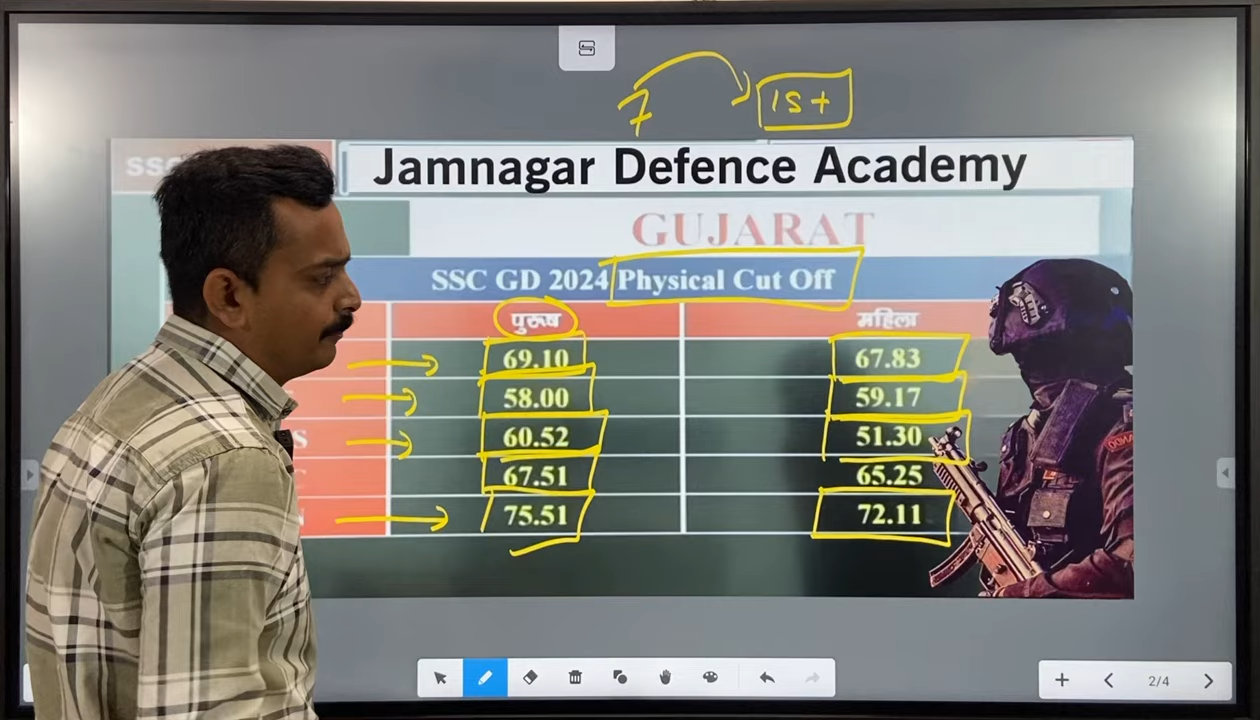 7 15+
SS
Jamnagar Defence Academy
GUJARAT
SSC GD 2024 Physical Cut Off
पुरूष महिला
69.10 67.83
58.00 59.17
S 60.52 51.30
C 67.51 65.25
N 75.51 72.11
2/4